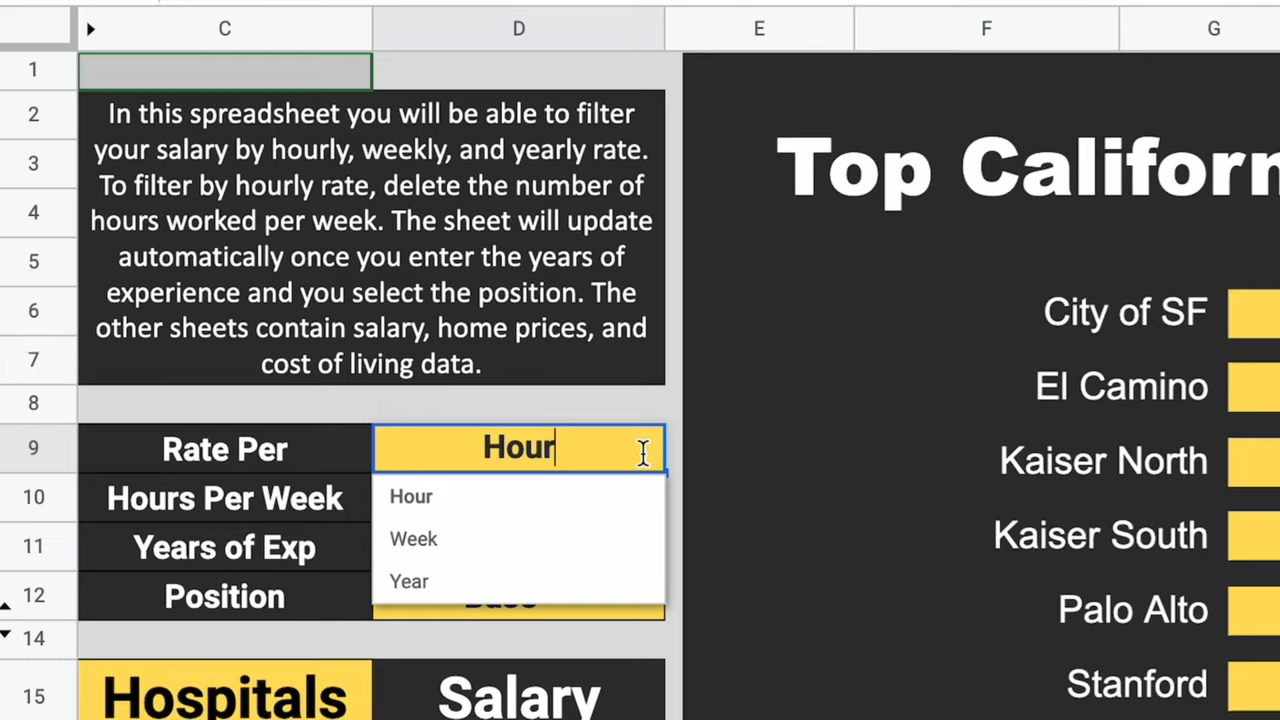 C D E F G
1
2
3
4
5
6
7
8
9
10
11
12
14
15
In this spreadsheet you will be able to filter
your salary by hourly, weekly, and yearly rate.
To filter by hourly rate, delete the number of
hours worked per week. The sheet will update
automatically once you enter the years of
experience and you select the position. The
other sheets contain salary, home prices, and
cost of living data.
Rate Per Hour
Hours Per Week
Years of Exp
Position
Hour
Week
Year
Hospitals Salary
Top Californ
City of SF
El Camino
Kaiser North
Kaiser South
Palo Alto
Stanford